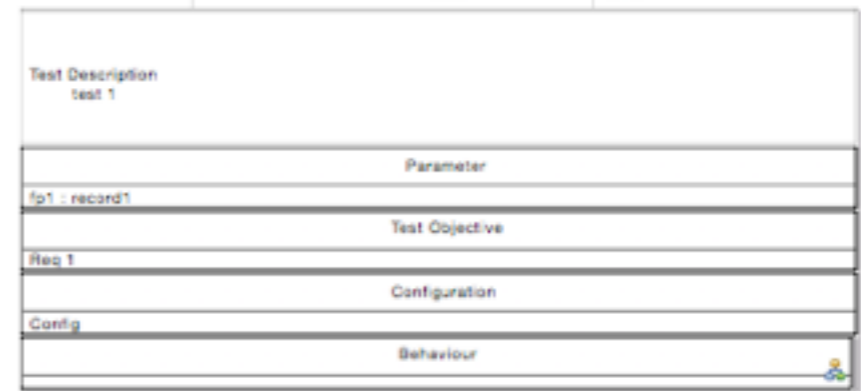 Test Description
test 1
Parameter
fp1 : record1
Test Objective
Req 1
Configuration
Config
Behaviour